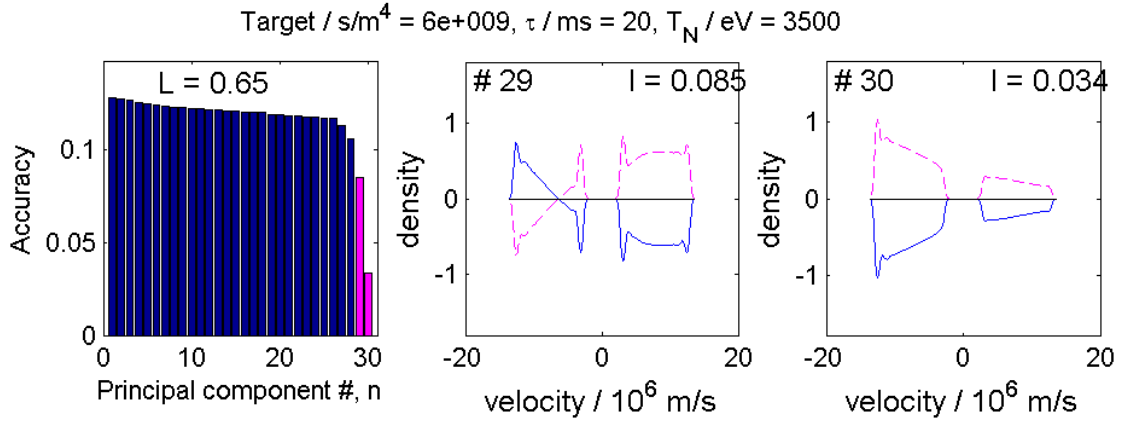 Target / s/m^4 = 6e+009, τ / ms = 20, T_N / eV = 3500
L = 0.65
Accuracy
0.1
0.05
0
0 10 20 30
Principal component #, n
# 29 l = 0.085
density
1
0
-1
-20 0 20
velocity / 10^6 m/s
# 30 l = 0.034
density
1
0
-1
-20 0 20
velocity / 10^6 m/s